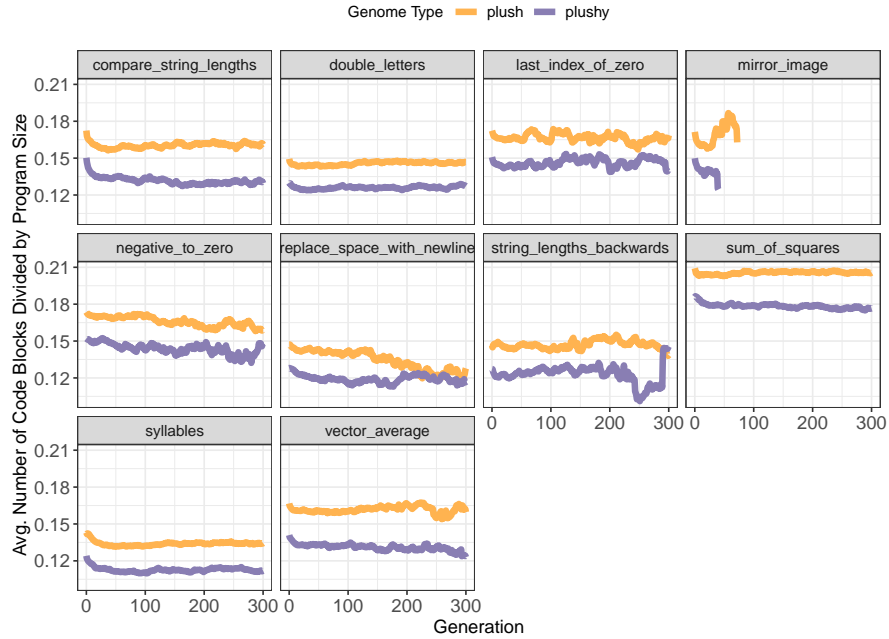 Genome Type plush plushy
compare_string_lengths double_letters last_index_of_zero mirror_image
0.21
0.18
0.15
0.12
negative_to_zero replace_space_with_newline string_lengths_backwards sum_of_squares
0.21
0.18
0.15
0.12
0 100 200 300
syllables vector_average
0 100 200 300
0.21
0.18
0.15
0.12
0 100 200 300
0 100 200 300
Generation
Avg. Number of Code Blocks Divided by Program Size